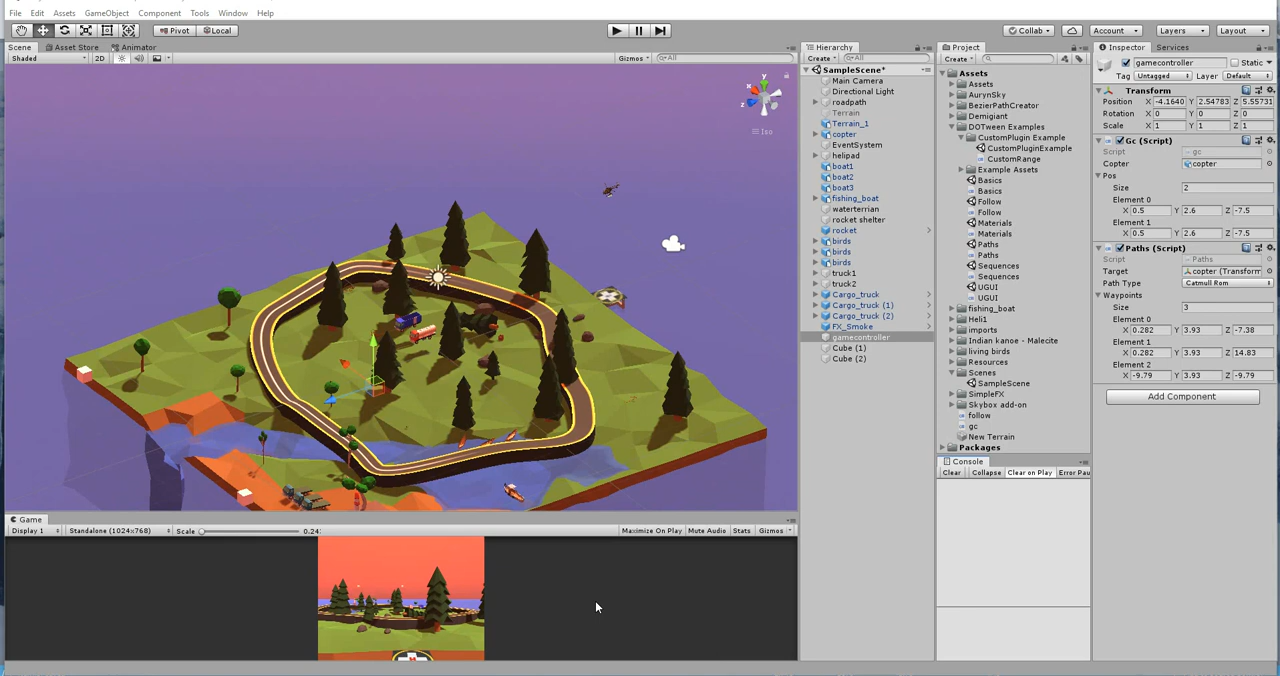 File Edit Assets GameObject Component Tools Window Help
Pivot Local Collab Account Layers Layout
Scene Asset Store Animator
Shaded 2D Gizmos All
y
x
z
Iso
Game
Display 1 Standalone (1024x768) Scale 0.24 Maximize On Play Mute Audio Stats Gizmos
Hierarchy
Create All
SampleScene*
Main Camera
Directional Light
roadpath
Terrain
Terrain_1
copter
EventSystem
helipad
boat1
boat2
boat3
fishing_boat
waterterrian
rocket shelter
rocket
birds
birds
birds
truck1
truck2
Cargo_truck
Cargo_truck (1)
Cargo_truck (2)
FX_Smoke
gamecontroller
Cube (1)
Cube (2)
Project
Create
Assets
Assets
AurynSky
BezierPathCreator
Demigiant
DOTween Examples
CustomPlugin Example
CustomPluginExample
CustomRange
Example Assets
Basics
Basics
Follow
Follow
Materials
Materials
Paths
Paths
Sequences
Sequences
UGUI
UGUI
fishing_boat
Heli1
imports
Indian kanoe - Malecite
living birds
Resources
Scenes
SampleScene
SimpleFX
Skybox add-on
follow
gc
New Terrain
Packages
Console
Clear Collapse Clear on Play Error Pau
Inspector Services
gamecontroller Static
Tag Untagged Layer Default
Transform
Position X -4.1640 Y 2.54783 Z 5.55731
Rotation X 0 Y 0 Z 0
Scale X 1 Y 1 Z 1
Gc (Script)
Script gc
Copter copter
Pos
Size 2
Element 0
X 0.5 Y 2.6 Z -7.5
Element 1
X 0.5 Y 2.6 Z -7.5
Paths (Script)
Script Paths
Target copter (Transform
Path Type Catmull Rom
Waypoints
Size 3
Element 0
X 0.282 Y 3.93 Z -7.38
Element 1
X 0.282 Y 3.93 Z 14.83
Element 2
X -9.79 Y 3.93 Z -9.79
Add Component